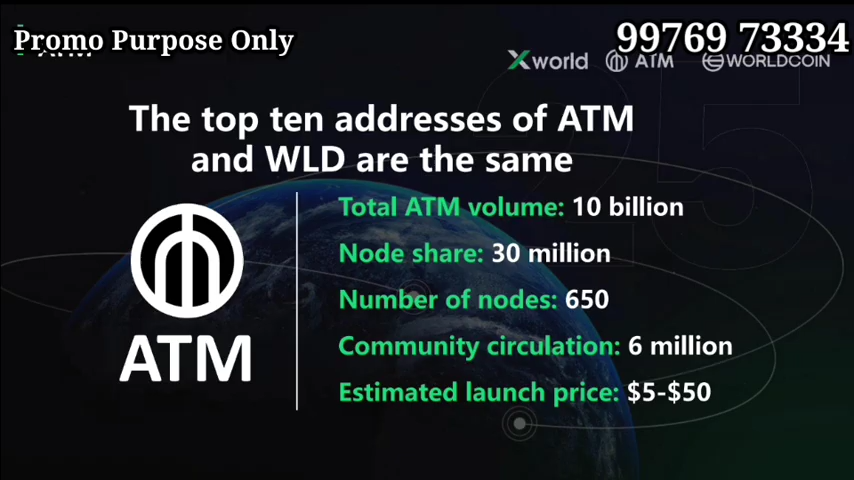 Promo Purpose Only
99769 73334
Xworld
ATM
WORLDCOIN
The top ten addresses of ATM
and WLD are the same
Total ATM volume: 10 billion
Node share: 30 million
Number of nodes: 650
Community circulation: 6 million
Estimated launch price: $5-$50
ATM